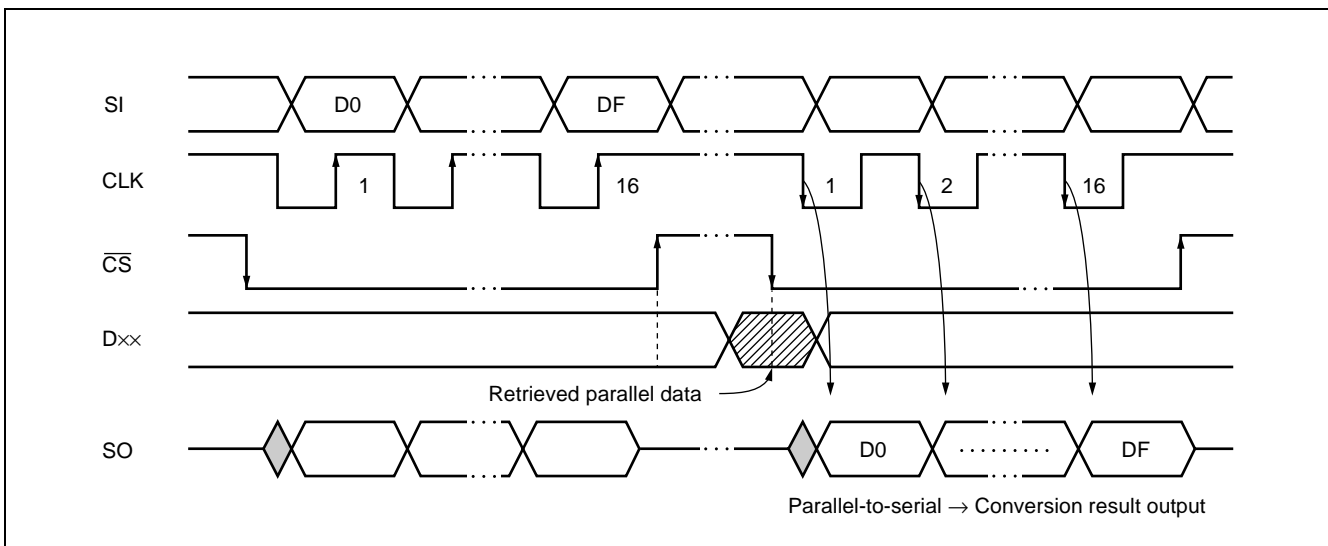 SI D0 DF
CLK 1 16 1 2 16
C̅S̅
D××
Retrieved parallel data
SO D0 DF
Parallel-to-serial → Conversion result output